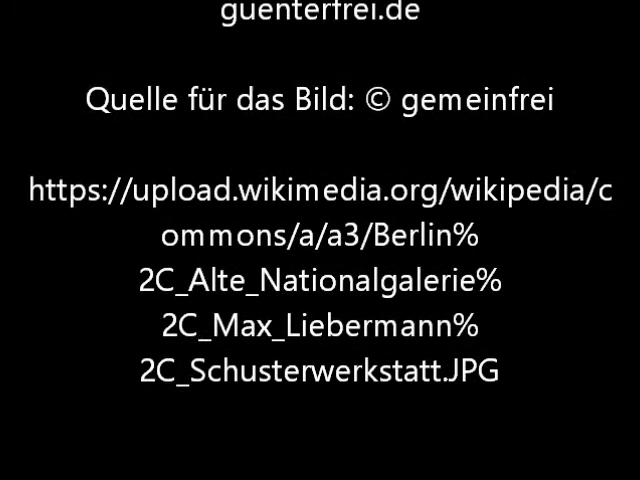 guenterfrei.de
Quelle für das Bild: © gemeinfrei
https://upload.wikimedia.org/wikipedia/c
ommons/a/a3/Berlin%
2C_Alte_Nationalgalerie%
2C_Max_Liebermann%
2C_Schusterwerkstatt.JPG